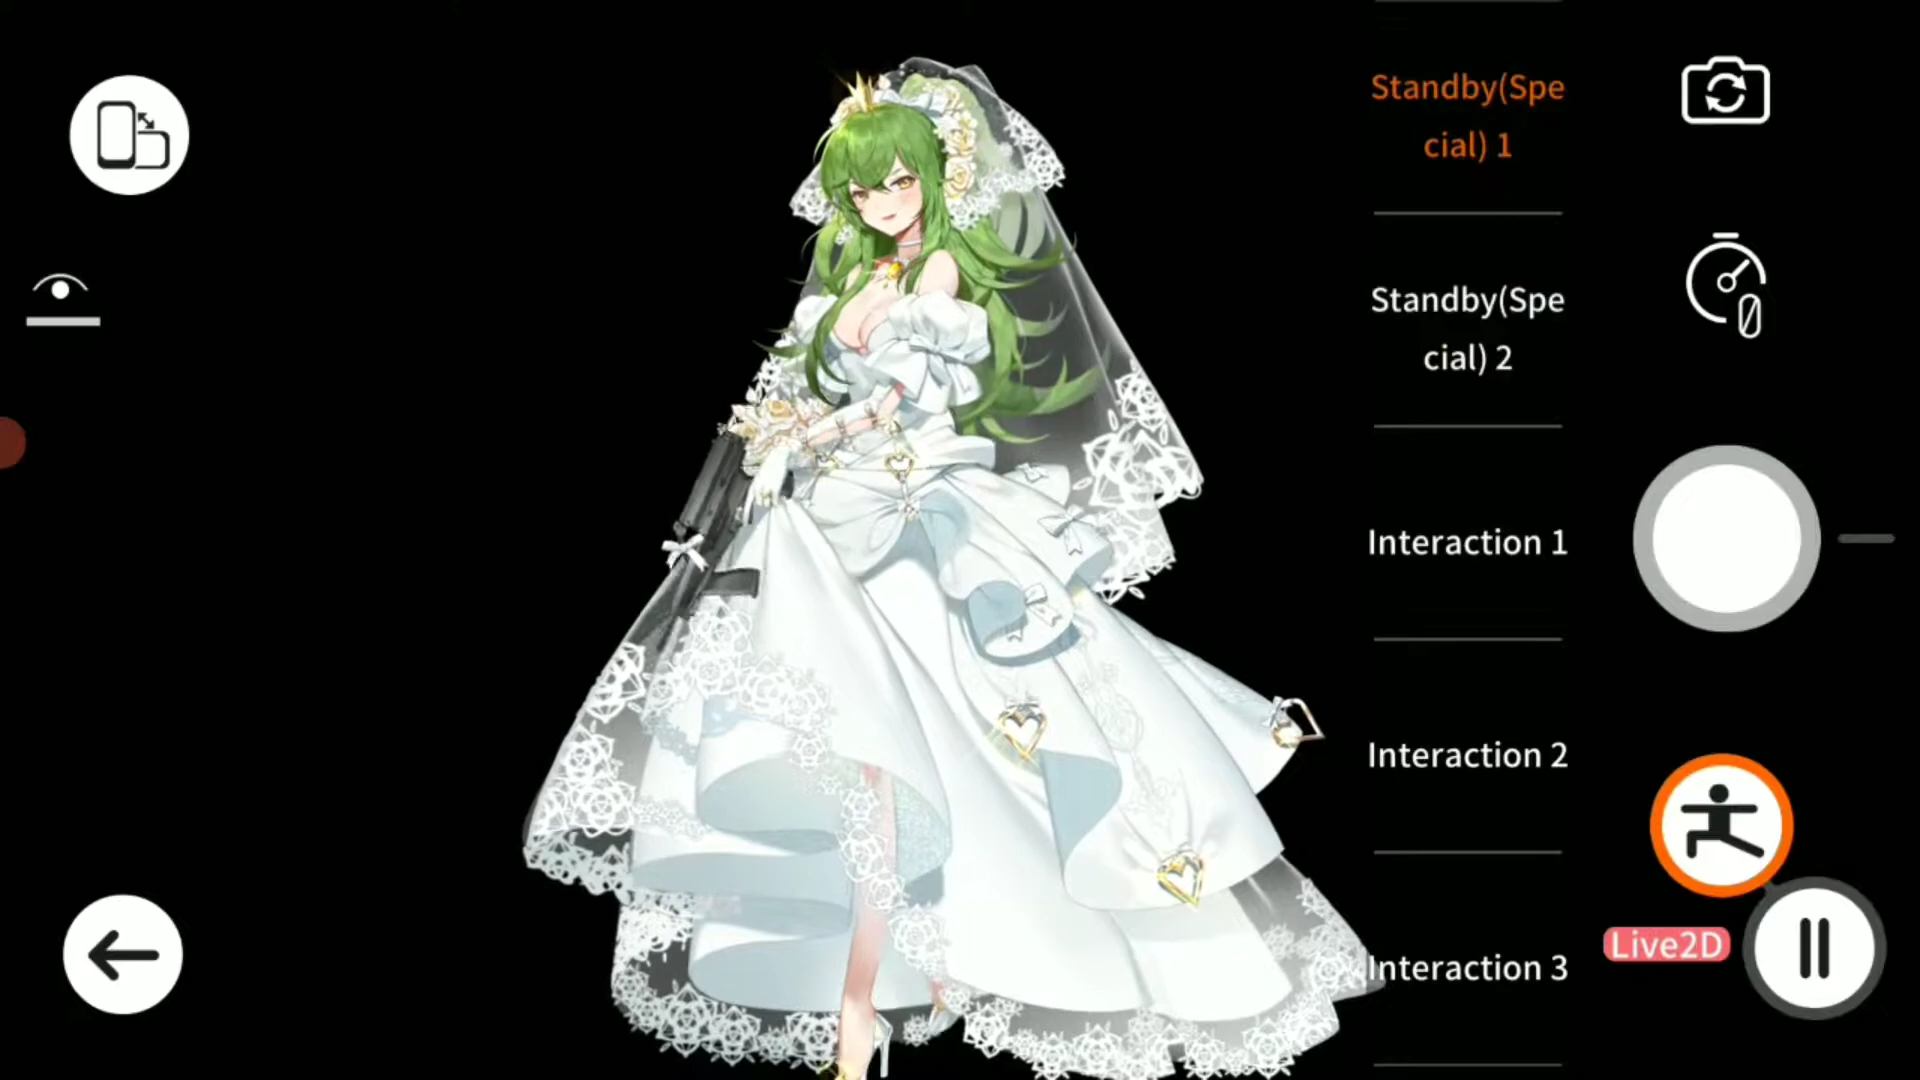 Standby(Spe
cial) 1
Standby(Spe
cial) 2
Interaction 1
Interaction 2
Interaction 3
Live2D